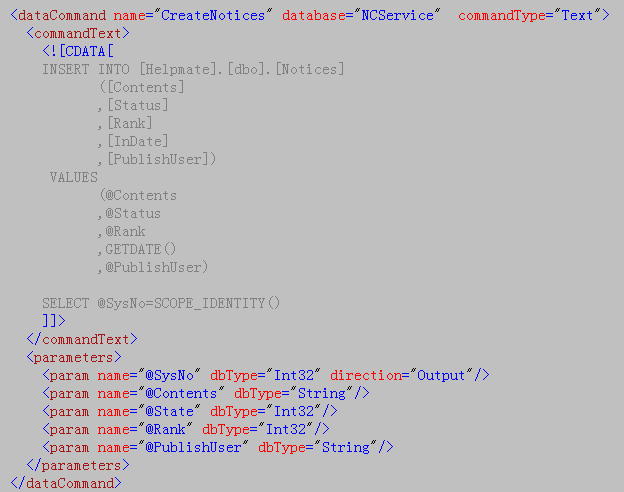 <dataCommand name="CreateNotices" database="NCService"  commandType="Text">
  <commandText>
    <![CDATA[
    INSERT INTO [Helpmate].[dbo].[Notices]
           ([Contents]
           ,[Status]
           ,[Rank]
           ,[InDate]
           ,[PublishUser])
     VALUES
           (@Contents
           ,@Status
           ,@Rank
           ,GETDATE()
           ,@PublishUser)

    SELECT @SysNo=SCOPE_IDENTITY()
    ]]>
  </commandText>
  <parameters>
    <param name="@SysNo" dbType="Int32" direction="Output"/>
    <param name="@Contents" dbType="String"/>
    <param name="@State" dbType="Int32"/>
    <param name="@Rank" dbType="Int32"/>
    <param name="@PublishUser" dbType="String"/>
  </parameters>
</dataCommand>